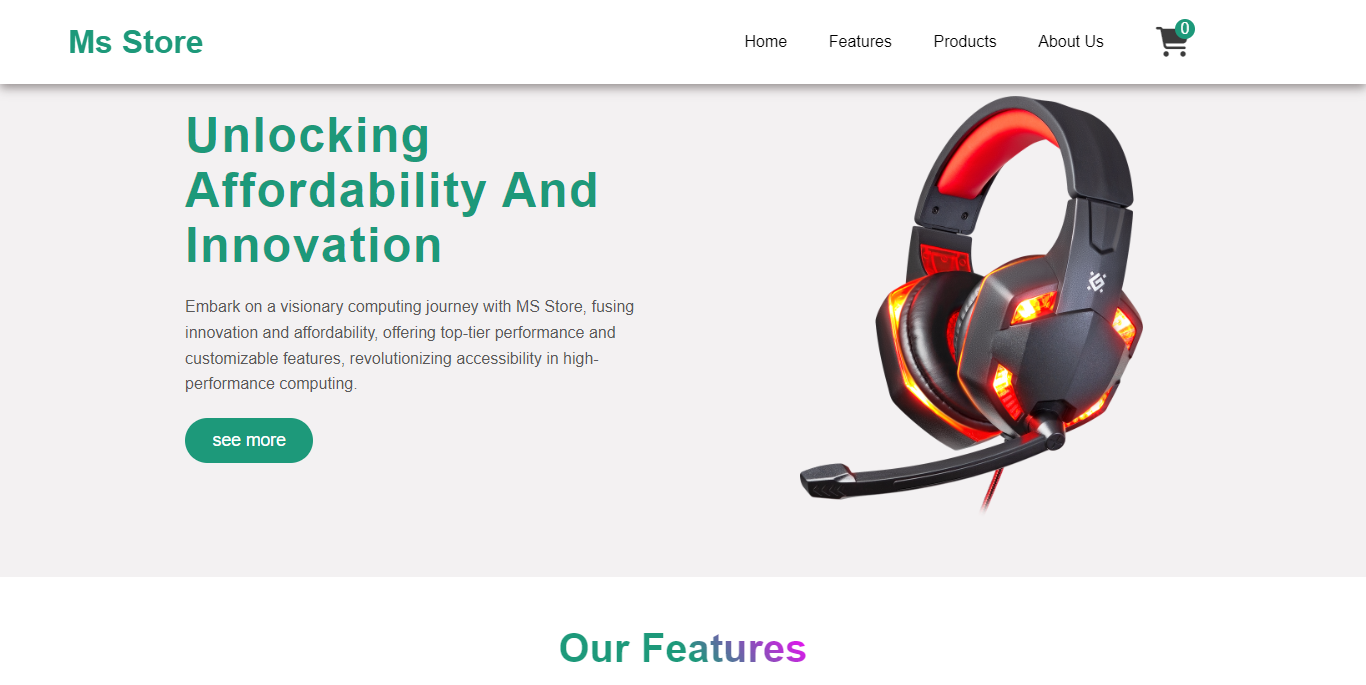 Ms Store
Home
Features
Products
About Us
0
Unlocking
Affordability And
Innovation
Embark on a visionary computing journey with MS Store, fusing
innovation and affordability, offering top-tier performance and
customizable features, revolutionizing accessibility in high-
performance computing.
see more
Our Features